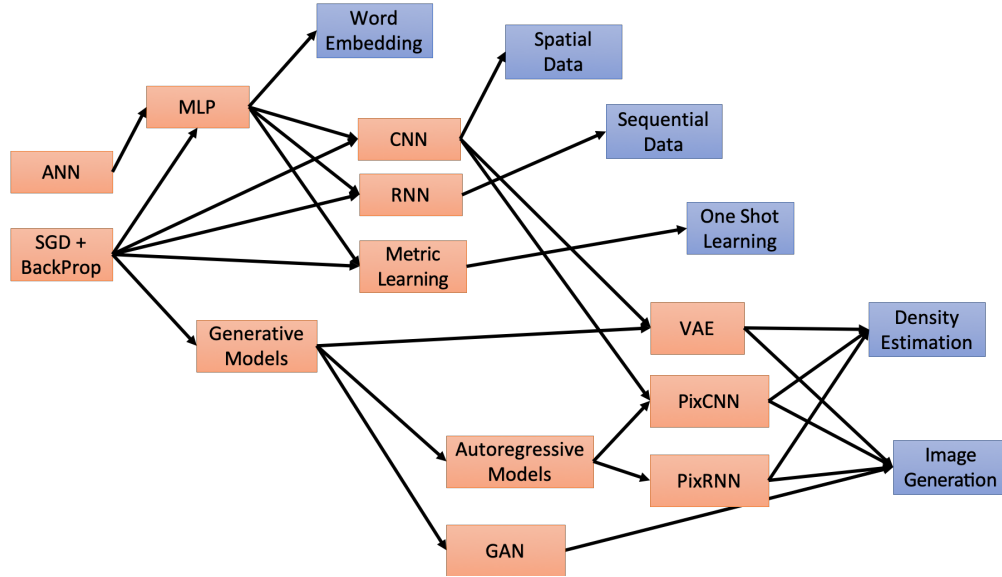 Word
Embedding
Spatial
Data
MLP
Sequential
Data
CNN
ANN
RNN
One Shot
Learning
SGD +
BackProp
Metric
Learning
Generative
Models
VAE
Density
Estimation
PixCNN
Autoregressive
Models
PixRNN
Image
Generation
GAN